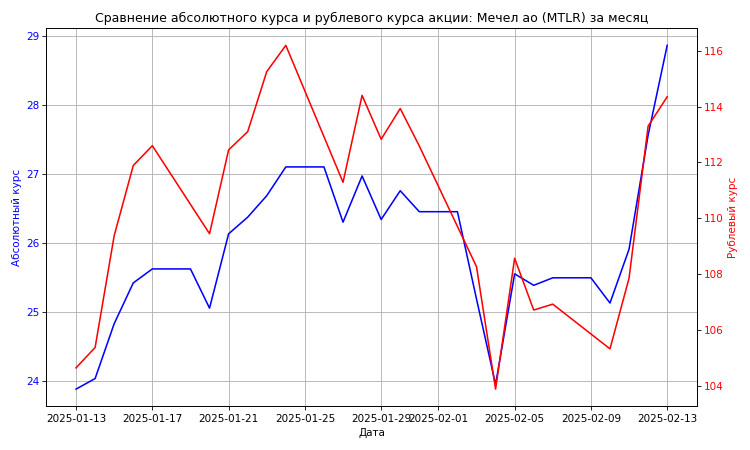 Сравнение абсолютного курса и рублевого курса акции: Мечел ао (MTLR) за месяц
Абсолютный курс
29
28
27
26
25
24
116
114
112
110
108
106
104
Рублевый курс
2025-01-13 2025-01-17 2025-01-21 2025-01-25 2025-01-29 2025-02-01 2025-02-05 2025-02-09 2025-02-13
Дата